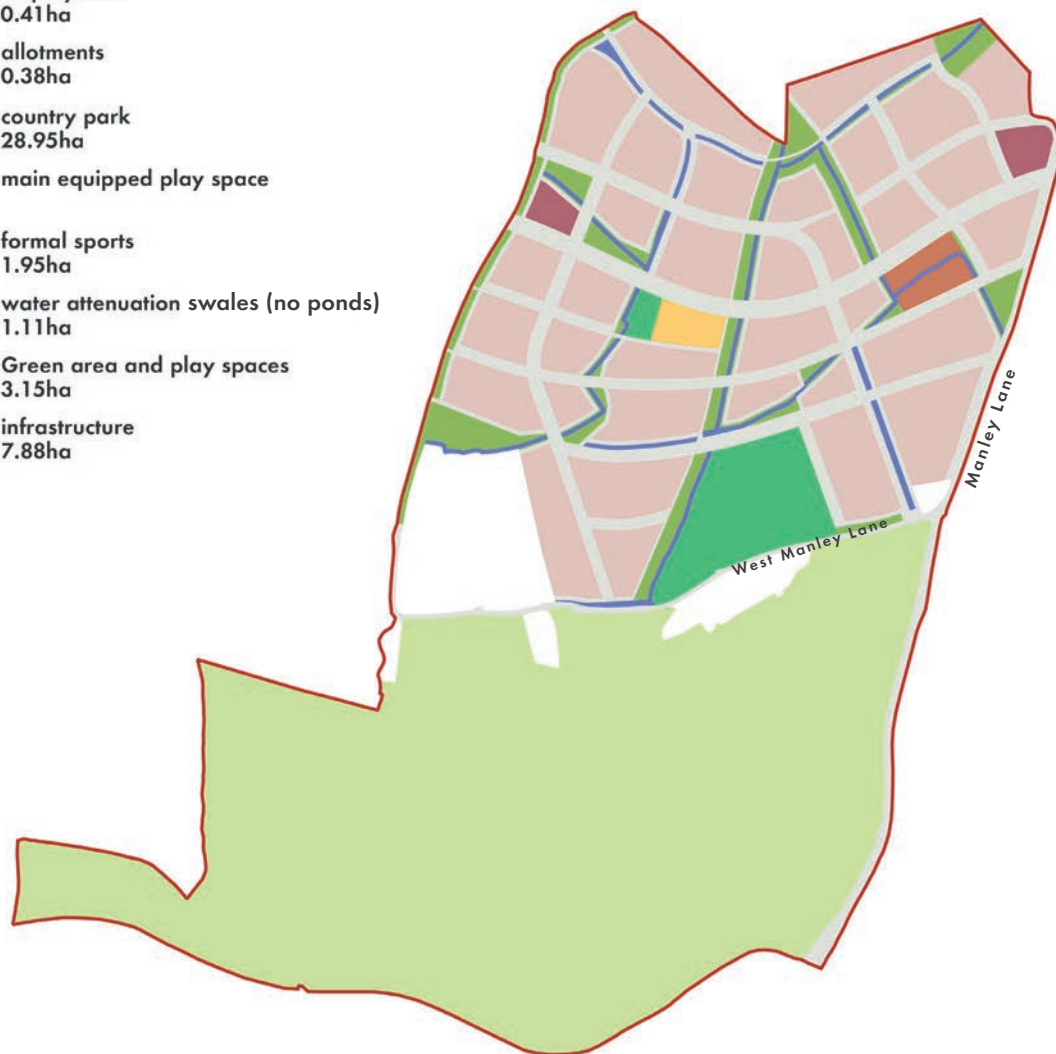 0.41ha
allotments
0.38ha
country park
28.95ha
main equipped play space
formal sports
1.95ha
water attenuation swales (no ponds)
1.11ha
Green area and play spaces
3.15ha
infrastructure
7.88ha
Manley Lane
West Manley Lane